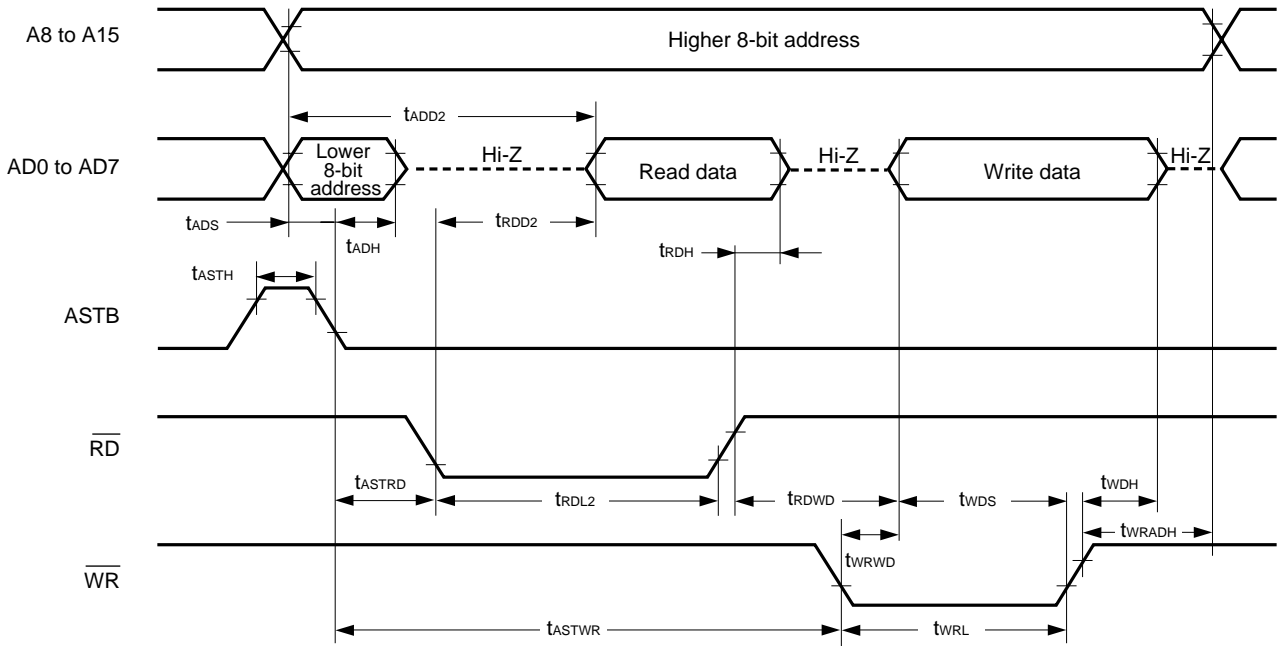 A8 to A15
Higher 8-bit address
tADD2
AD0 to AD7
Lower
8-bit
address
Hi-Z
Read data
Hi-Z
Write data
Hi-Z
tADS
tADH
tRDD2
tRDH
tASTH
ASTB
RD
tASTRD
tRDL2
tRDWD
tWDS
tWDH
tWRADH
tWRWD
WR
tASTWR
tWRL